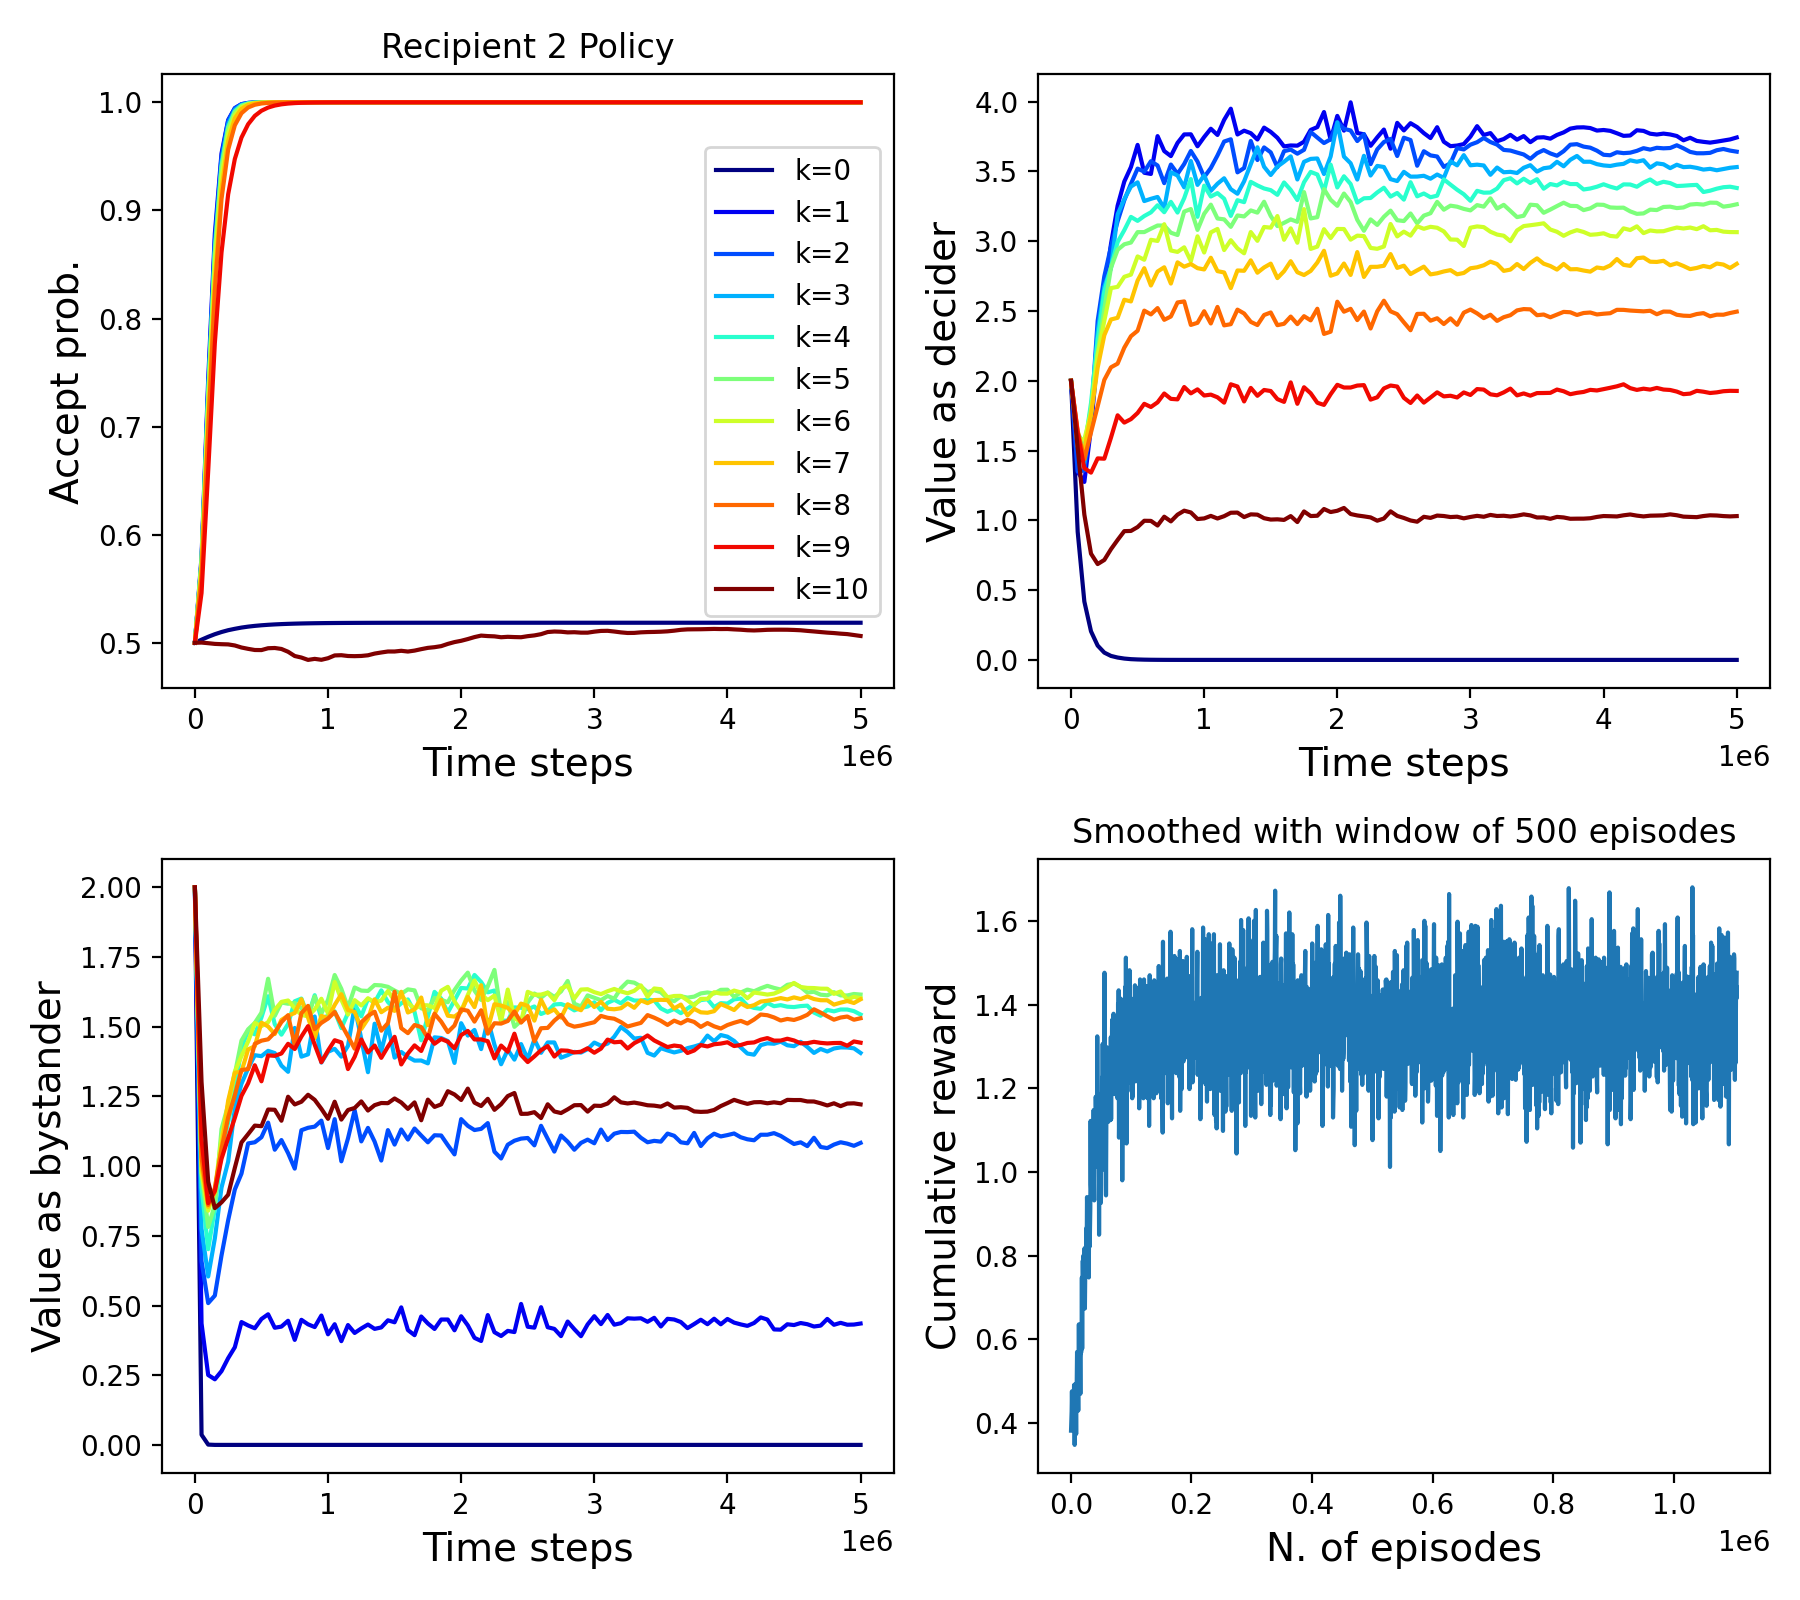 Recipient 2 Policy
Accept prob.
1.0
0.9
0.8
0.7
0.6
0.5
k=0
k=1
k=2
k=3
k=4
k=5
k=6
k=7
k=8
k=9
k=10
0 1 2 3 4 5
1e6
Time steps
Value as decider
4.0
3.5
3.0
2.5
2.0
1.5
1.0
0.5
0.0
0 1 2 3 4 5
1e6
Time steps
Value as bystander
2.00
1.75
1.50
1.25
1.00
0.75
0.50
0.25
0.00
0 1 2 3 4 5
1e6
Time steps
Smoothed with window of 500 episodes
Cumulative reward
1.6
1.4
1.2
1.0
0.8
0.6
0.4
0.0 0.2 0.4 0.6 0.8 1.0
1e6
N. of episodes